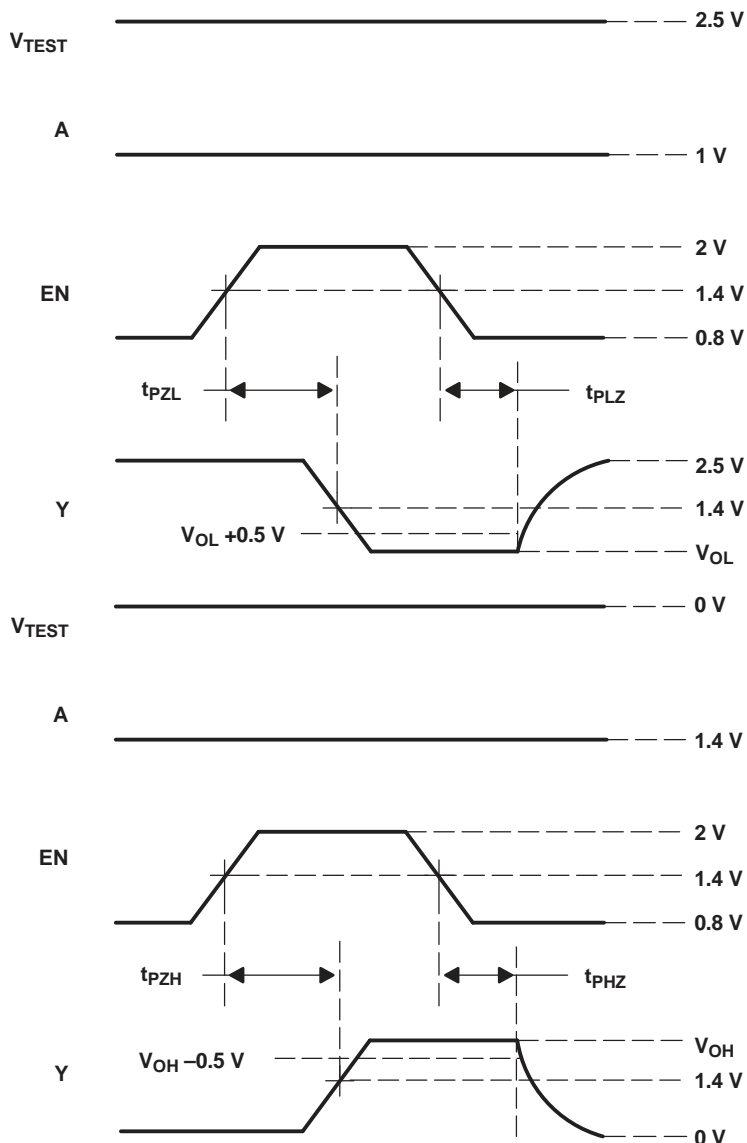 2.5 V
VTEST
A
1 V
2 V
EN
1.4 V
0.8 V
tPZL
tPLZ
2.5 V
Y
1.4 V
VOL +0.5 V
VOL
0 V
VTEST
A
1.4 V
2 V
EN
1.4 V
0.8 V
tPZH
tPHZ
VOH
VOH –0.5 V
Y
1.4 V
0 V